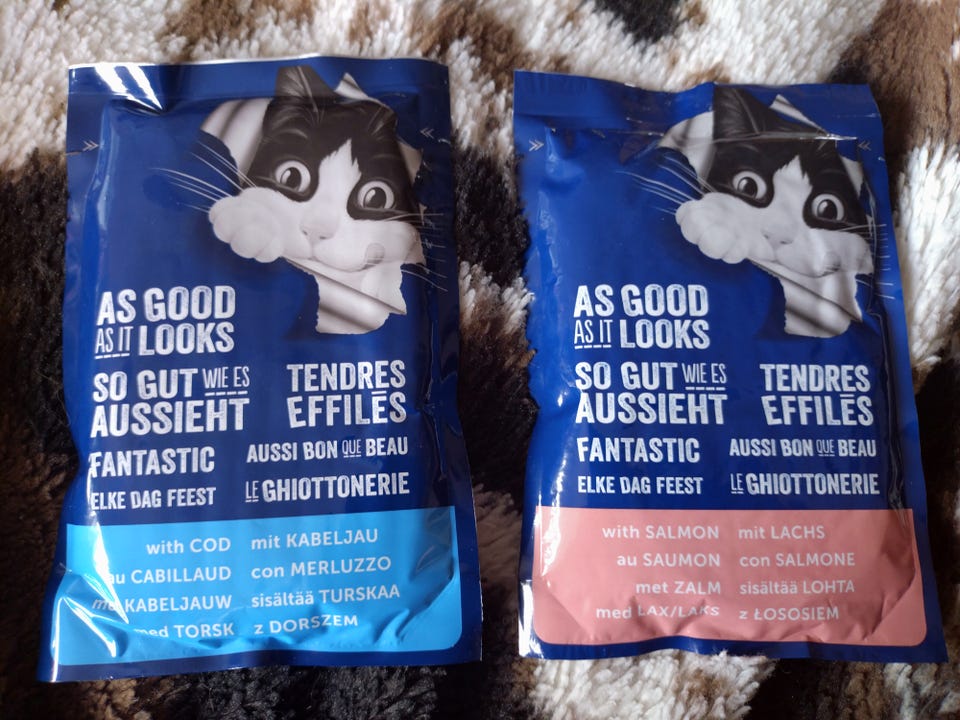 AS GOOD
AS IT LOOKS
SO GUT WIE ES
AUSSIEHT
TENDRES
EFFILÉS
FANTASTIC
AUSSI BON QUE BEAU
ELKE DAG FEEST
LE GHIOTTONERIE
with COD mit KABELJAU
au CABILLAUD con MERLUZZO
KABELJAUW sisältää TURSKAA
med TORSK z DORSZEM
AS GOOD
AS IT LOOKS
SO GUT WIE ES
AUSSIEHT
TENDRES
EFFILÉS
FANTASTIC
AUSSI BON QUE BEAU
ELKE DAG FEEST
LE GHIOTTONERIE
with SALMON mit LACHS
au SAUMON con SALMONE
met ZALM sisältää LOHTA
med LAX/LAKS z ŁOSOSIEM